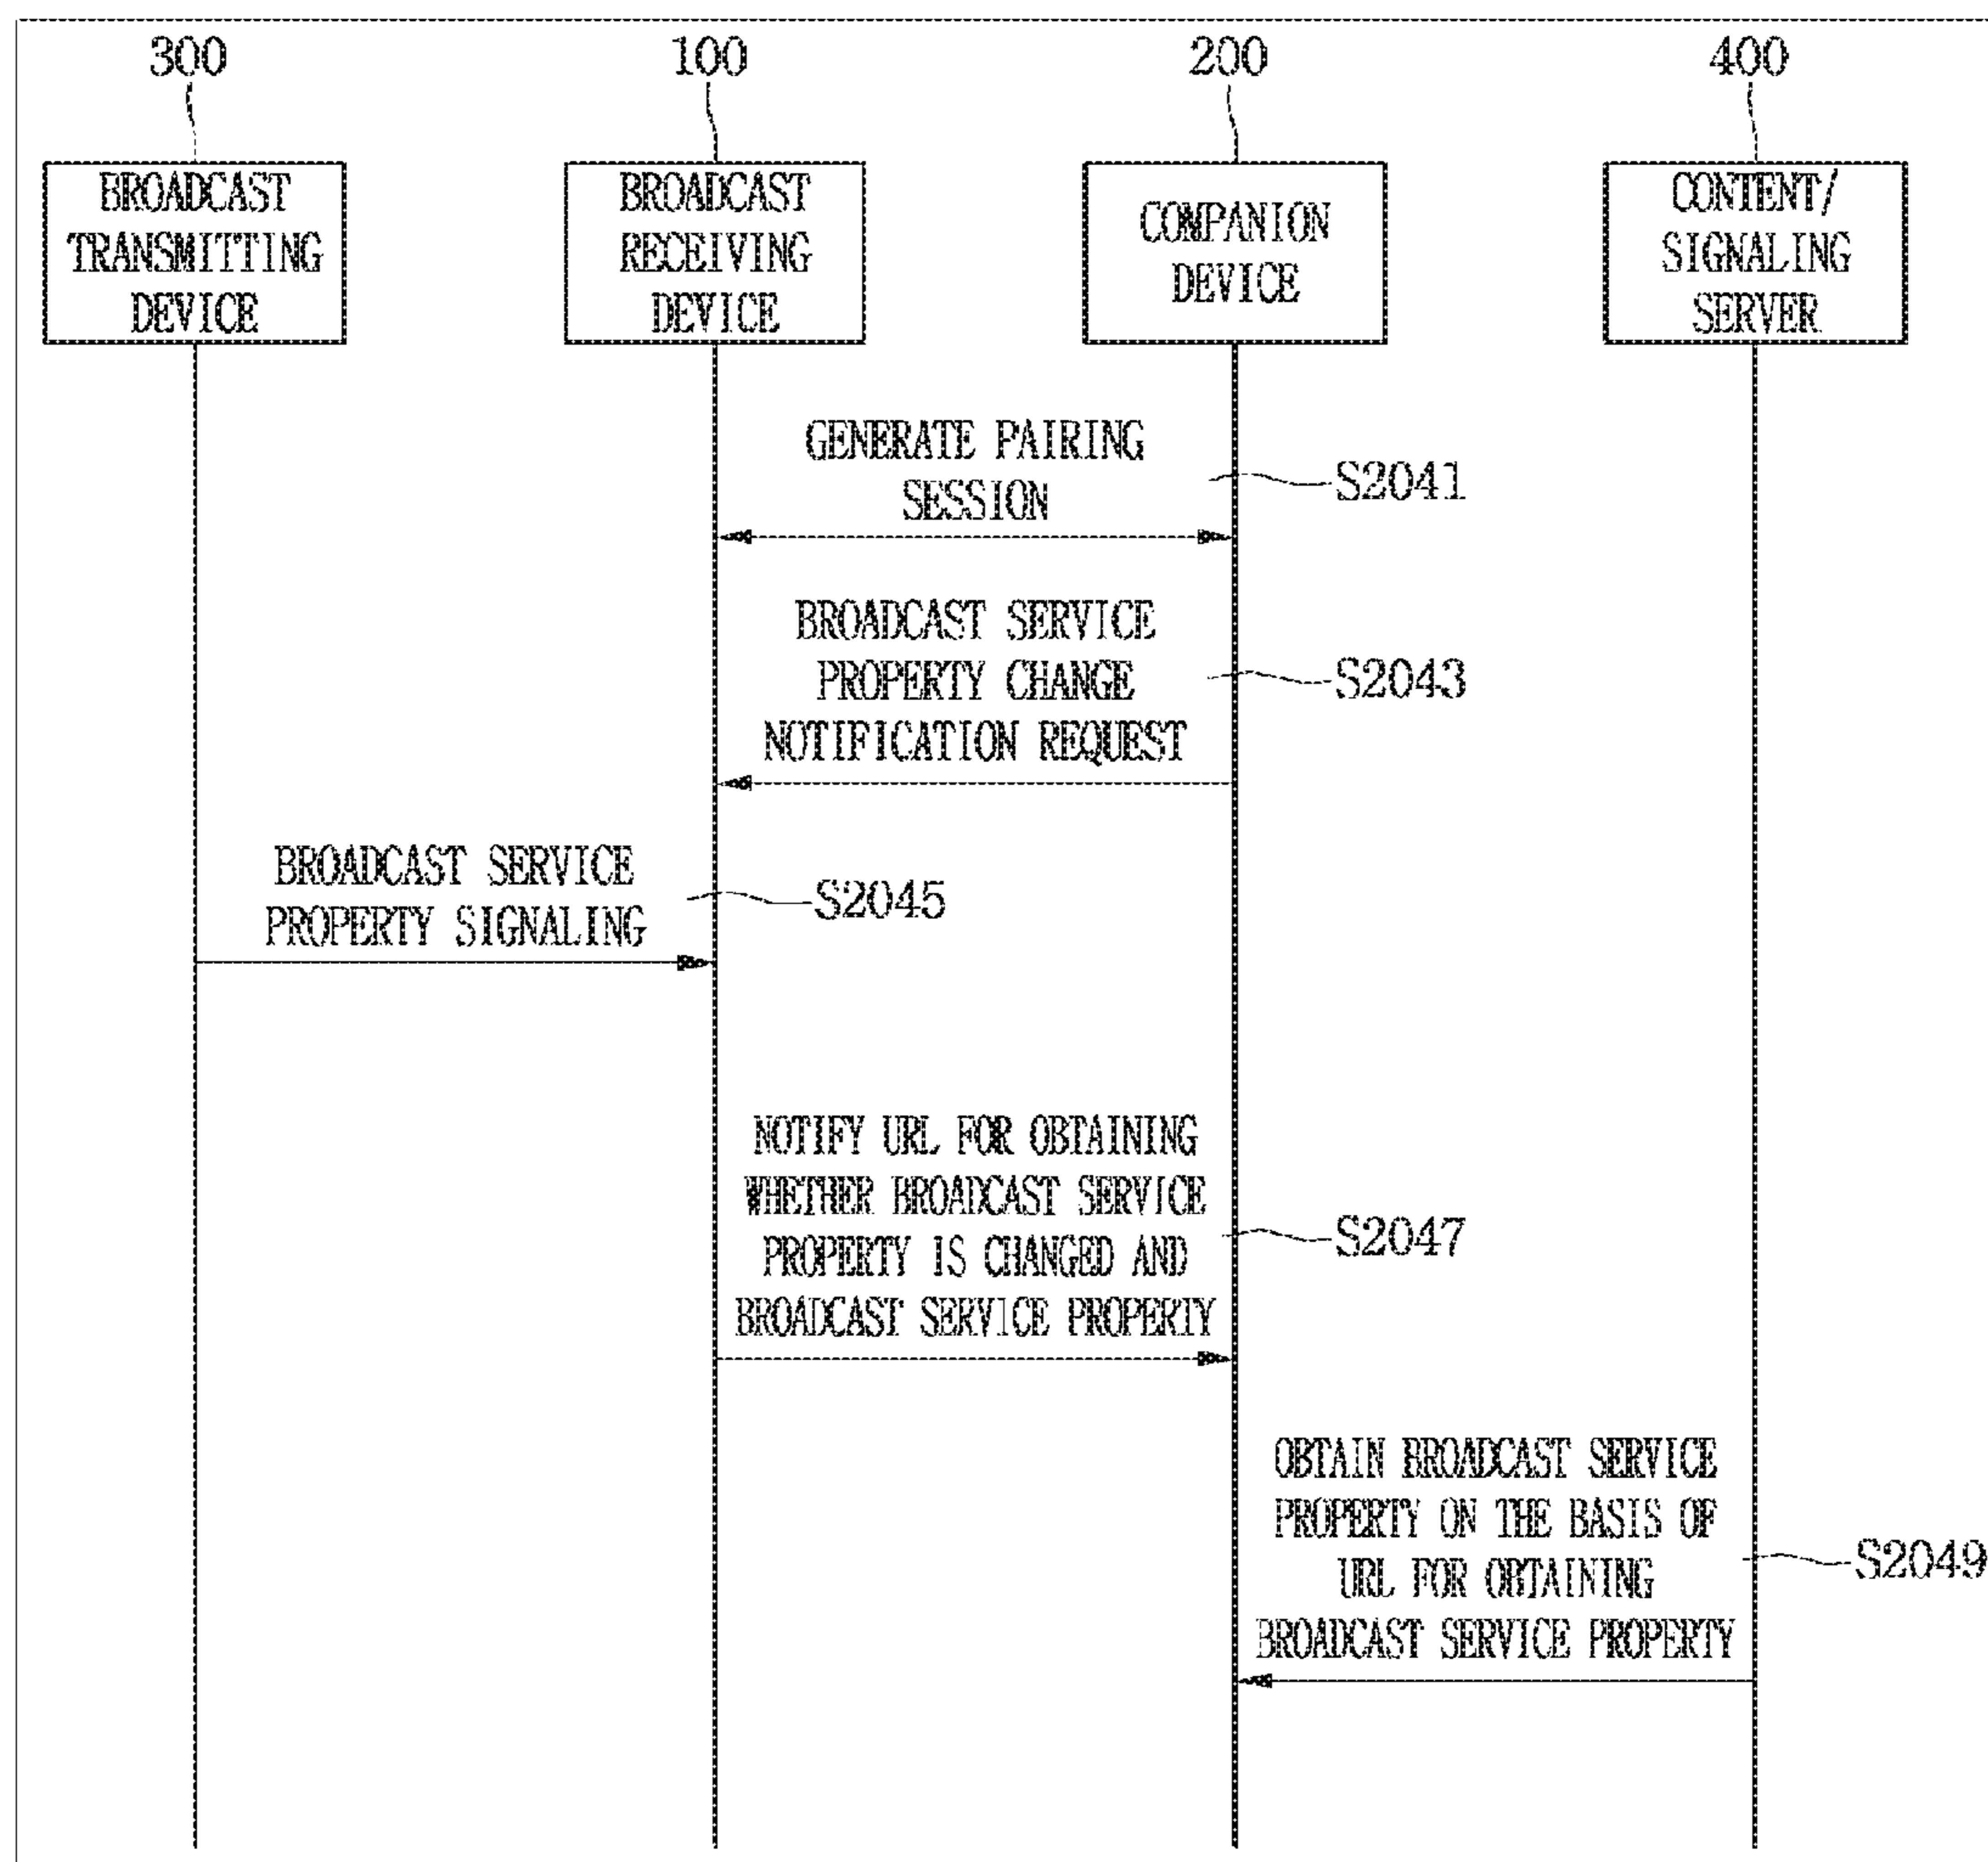 300
100
200
400
BROADCAST
TRANSMITTING
DEVICE
BROADCAST
RECEIVING
DEVICE
COMPANION
DEVICE
CONTENT/
SIGNALING
SERVER
GENERATE PAIRING
SESSION
S2041
BROADCAST SERVICE
PROPERTY CHANGE
NOTIFICATION REQUEST
S2043
BROADCAST SERVICE
PROPERTY SIGNALING
S2045
NOTIFY URL FOR OBTAINING
WHETHER BROADCAST SERVICE
PROPERTY IS CHANGED AND
BROADCAST SERVICE PROPERTY
S2047
OBTAIN BROADCAST SERVICE
PROPERTY ON THE BASIS OF
URL FOR OBTAINING
BROADCAST SERVICE PROPERTY
S2049